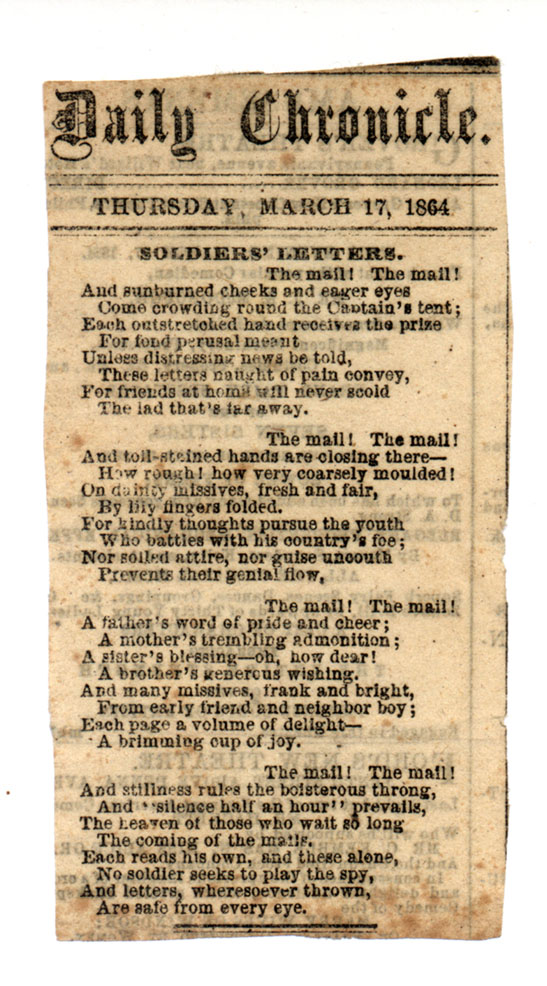 Daily Chronicle.
THURSDAY, MARCH 17, 1864
SOLDIERS' LETTERS.
The mail! The mail!
And sunburned cheeks and eager eyes
Come crowding round the Captain's tent;
Each outstretched hand receives the prize
For fond perusal meant
Unless distressing news be told,
These letters naught of pain convey,
For friends at home will never scold
The lad that's far away.
The mail! The mail!
And toil-stained hands are closing there—
How rough! how very coarsely moulded!
On dainty missives, fresh and fair,
By lily fingers folded.
For kindly thoughts pursue the youth
Who battles with his country's foe;
Nor soiled attire, nor guise uncouth
Prevents their genial flow,
The mail! The mail!
A father's word of pride and cheer;
A mother's trembling admonition;
A sister's blessing—oh, how dear!
A brother's generous wishing.
And many missives, frank and bright,
From early friend and neighbor boy;
Each page a volume of delight—
A brimming cup of joy.
The mail! The mail!
And stillness rules the boisterous throng,
And "silence half an hour" prevails,
The heaven of those who wait so long
The coming of the mails.
Each reads his own, and these alone,
No soldier seeks to play the spy,
And letters, wheresoever thrown,
Are safe from every eye.